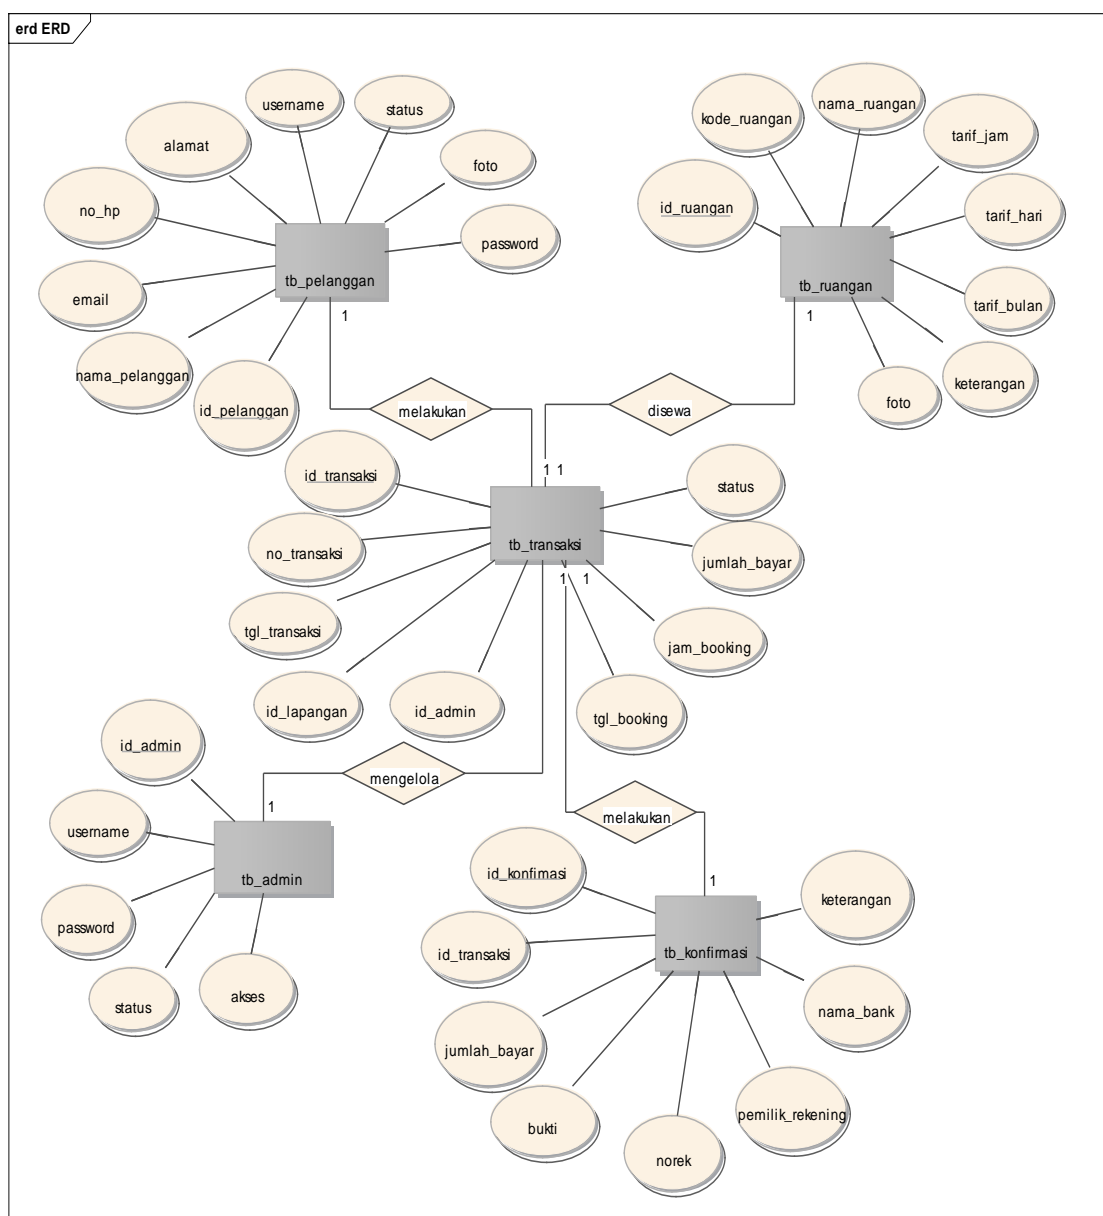 erd ERD
username
status
alamat
foto
no_hp
password
tb_pelanggan
email
nama_pelanggan
id_pelanggan
1
nama_ruangan
kode_ruangan
tarif_jam
id_ruangan
tarif_hari
tb_ruangan
tarif_bulan
1
keterangan
foto
melakukan
disewa
1 1
id_transaksi
status
no_transaksi
tb_transaksi
jumlah_bayar
1 1
tgl_transaksi
jam_booking
id_lapangan
id_admin
tgl_booking
id_admin
mengelola
1
username
tb_admin
password
status
akses
melakukan
1
id_konfimasi
keterangan
id_transaksi
tb_konfirmasi
nama_bank
jumlah_bayar
pemilik_rekening
bukti
norek